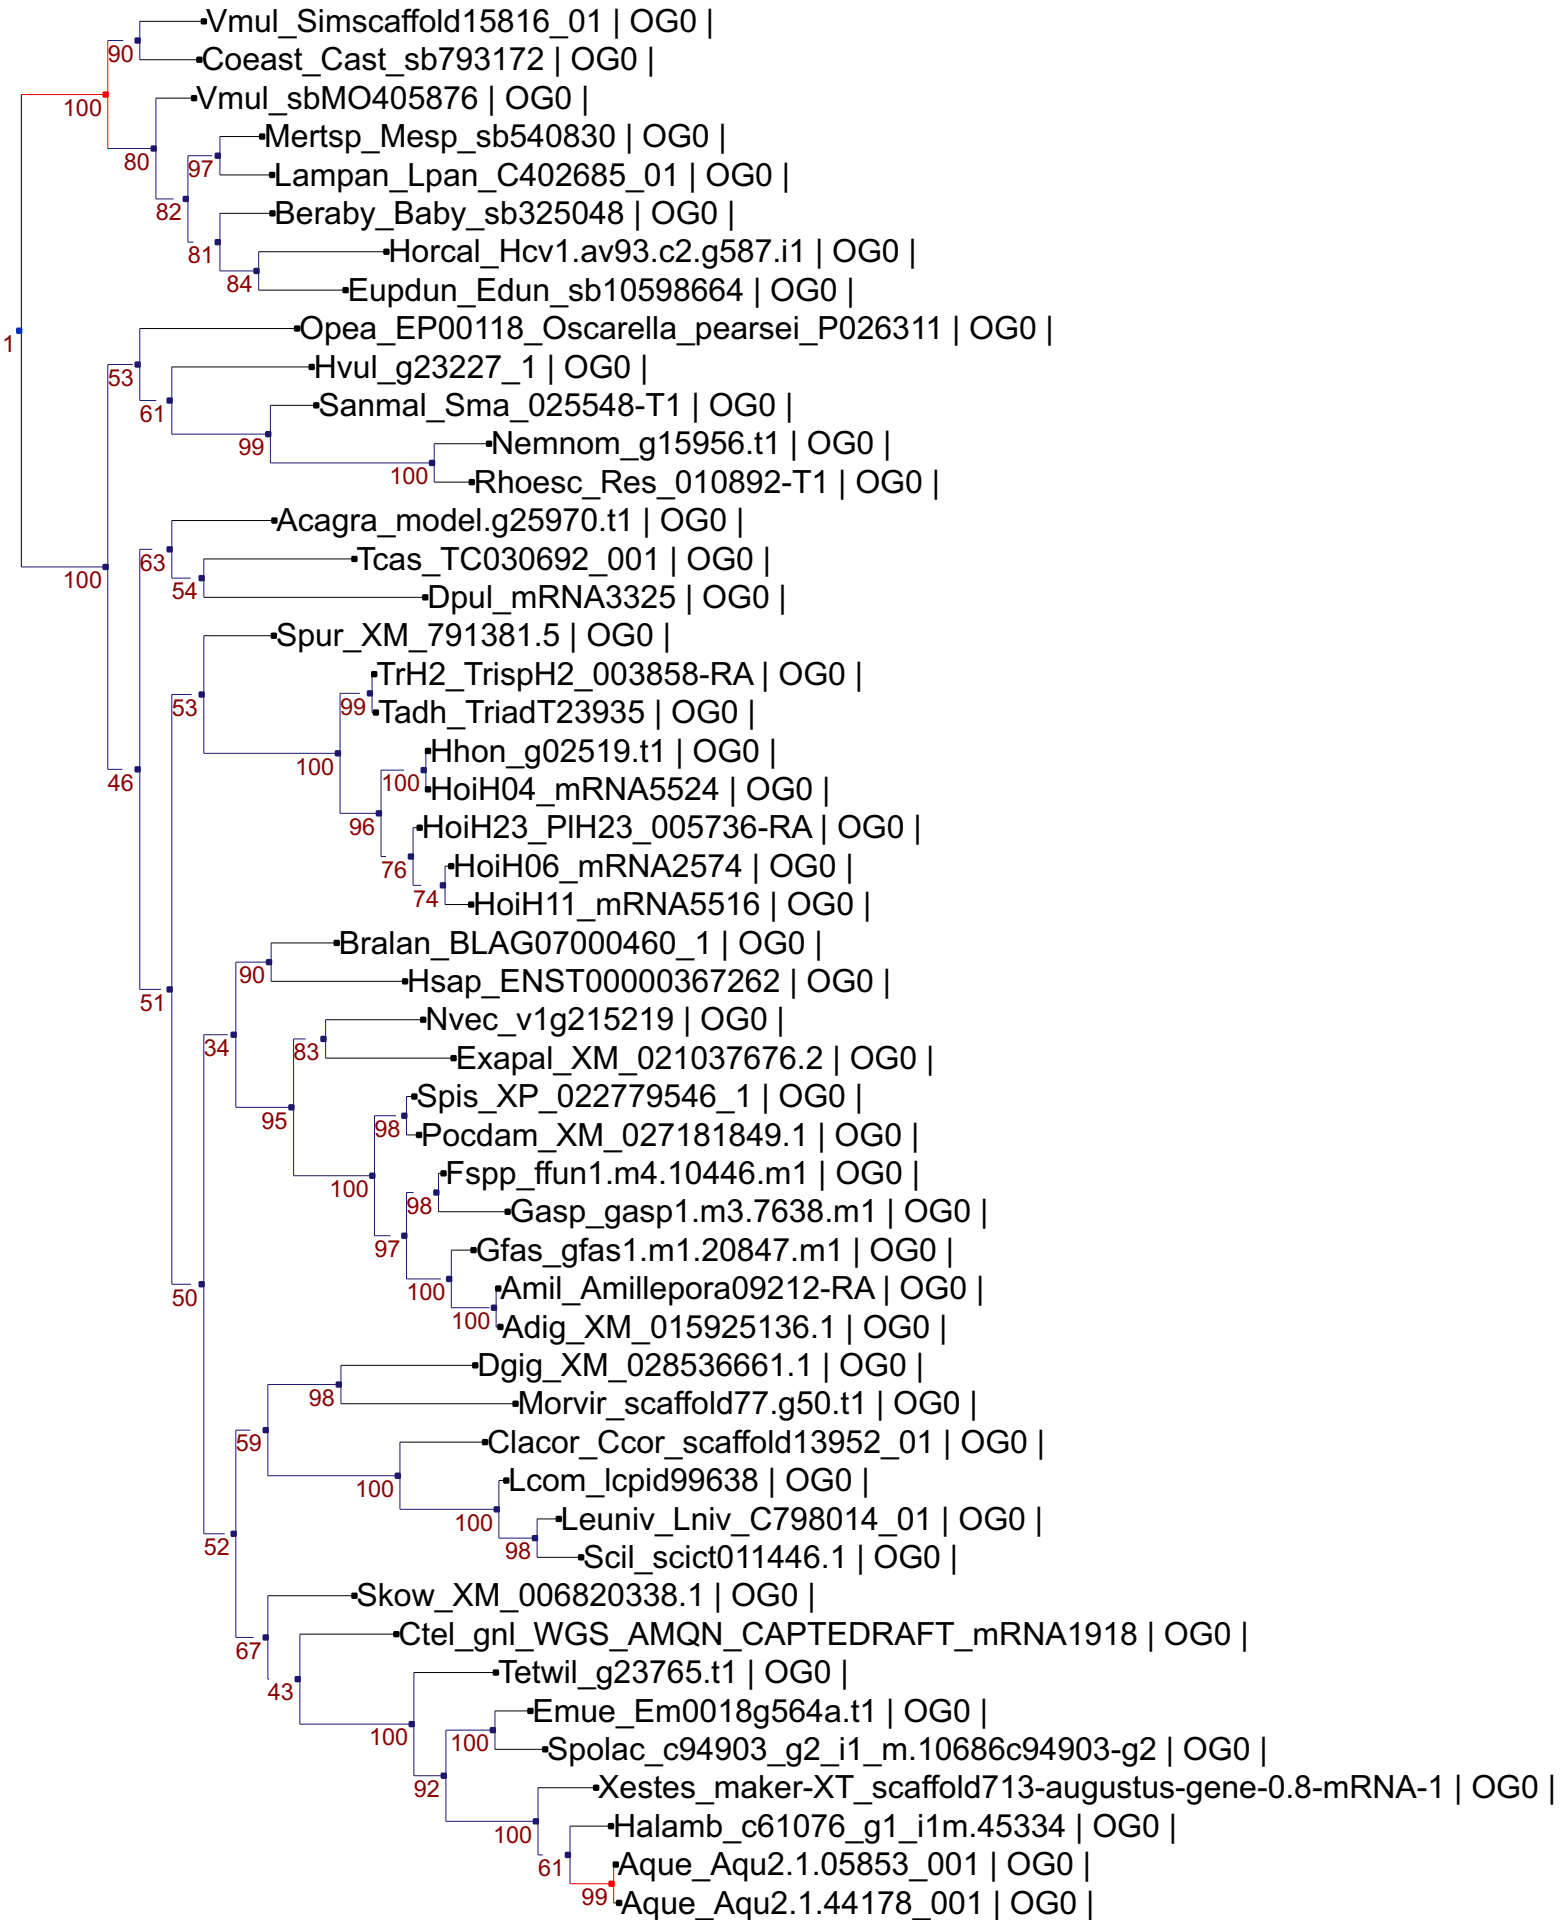 Vmul_Simscaffold15816_01 | OG0 |
90
Coeast_Cast_sb793172 | OG0 |
Vmul_sbMO405876 | OG0 |
100
Mertsp_Mesp_sb540830 | OG0 |
80
97
Lampan_Lpan_C402685_01 | OG0 |
82
Beraby_Baby_sb325048 | OG0 |
81
Horcal_Hcv1.av93.c2.g587.i1 | OG0 |
84
Eupdun_Edun_sb10598664 | OG0 |
Opea_EP00118_Oscarella_pearsei_P026311 | OG0 |
1
Hvul_g23227_1 | OG0 |
53
Sanmal_Sma_025548-T1 | OG0 |
61
99
Nemnom_g15956.t1 | OG0 |
100
Rhoesc_Res_010892-T1 | OG0 |
Acagra_model.g25970.t1 | OG0 |
63
Tcas_TC030692_001 | OG0 |
100
54
Dpul_mRNA3325 | OG0 |
Spur_XM_791381.5 | OG0 |
TrH2_TrispH2_003858-RA | OG0 |
53
99
Tadh_TriadT23935 | OG0 |
Hhon_g02519.t1 | OG0 |
100
46
100
HoiH04_mRNA5524 | OG0 |
96
HoiH23_PlH23_005736-RA | OG0 |
76
HoiH06_mRNA2574 | OG0 |
74
HoiH11_mRNA5516 | OG0 |
Bralan_BLAG07000460_1 | OG0 |
90
Hsap_ENST00000367262 | OG0 |
51
Nvec_v1g215219 | OG0 |
34
83
Exapal_XM_021037676.2 | OG0 |
Spis_XP_022779546_1 | OG0 |
95
98
Pocdam_XM_027181849.1 | OG0 |
Fspp_ffun1.m4.10446.m1 | OG0 |
100
98
Gasp_gasp1.m3.7638.m1 | OG0 |
97
Gfas_gfas1.m1.20847.m1 | OG0 |
100
Amil_Amillepora09212-RA | OG0 |
50
100
Adig_XM_015925136.1 | OG0 |
Dgig_XM_028536661.1 | OG0 |
98
Morvir_scaffold77.g50.t1 | OG0 |
59
Clacor_Ccor_scaffold13952_01 | OG0 |
100
Lcom_lcpid99638 | OG0 |
100
Leuniv_Lniv_C798014_01 | OG0 |
52
98
Scil_scict011446.1 | OG0 |
Skow_XM_006820338.1 | OG0 |
67
Ctel_gnl_WGS_AMQN_CAPTEDRAFT_mRNA1918 | OG0 |
43
Tetwil_g23765.t1 | OG0 |
Emue_Em0018g564a.t1 | OG0 |
100
100
Spolac_c94903_g2_i1_m.10686c94903-g2 | OG0 |
92
Xestes_maker-XT_scaffold713-augustus-gene-0.8-mRNA-1 | OG0 |
100
Halamb_c61076_g1_i1m.45334 | OG0 |
61
Aque_Aqu2.1.05853_001 | OG0 |
99
Aque_Aqu2.1.44178_001 | OG0 |